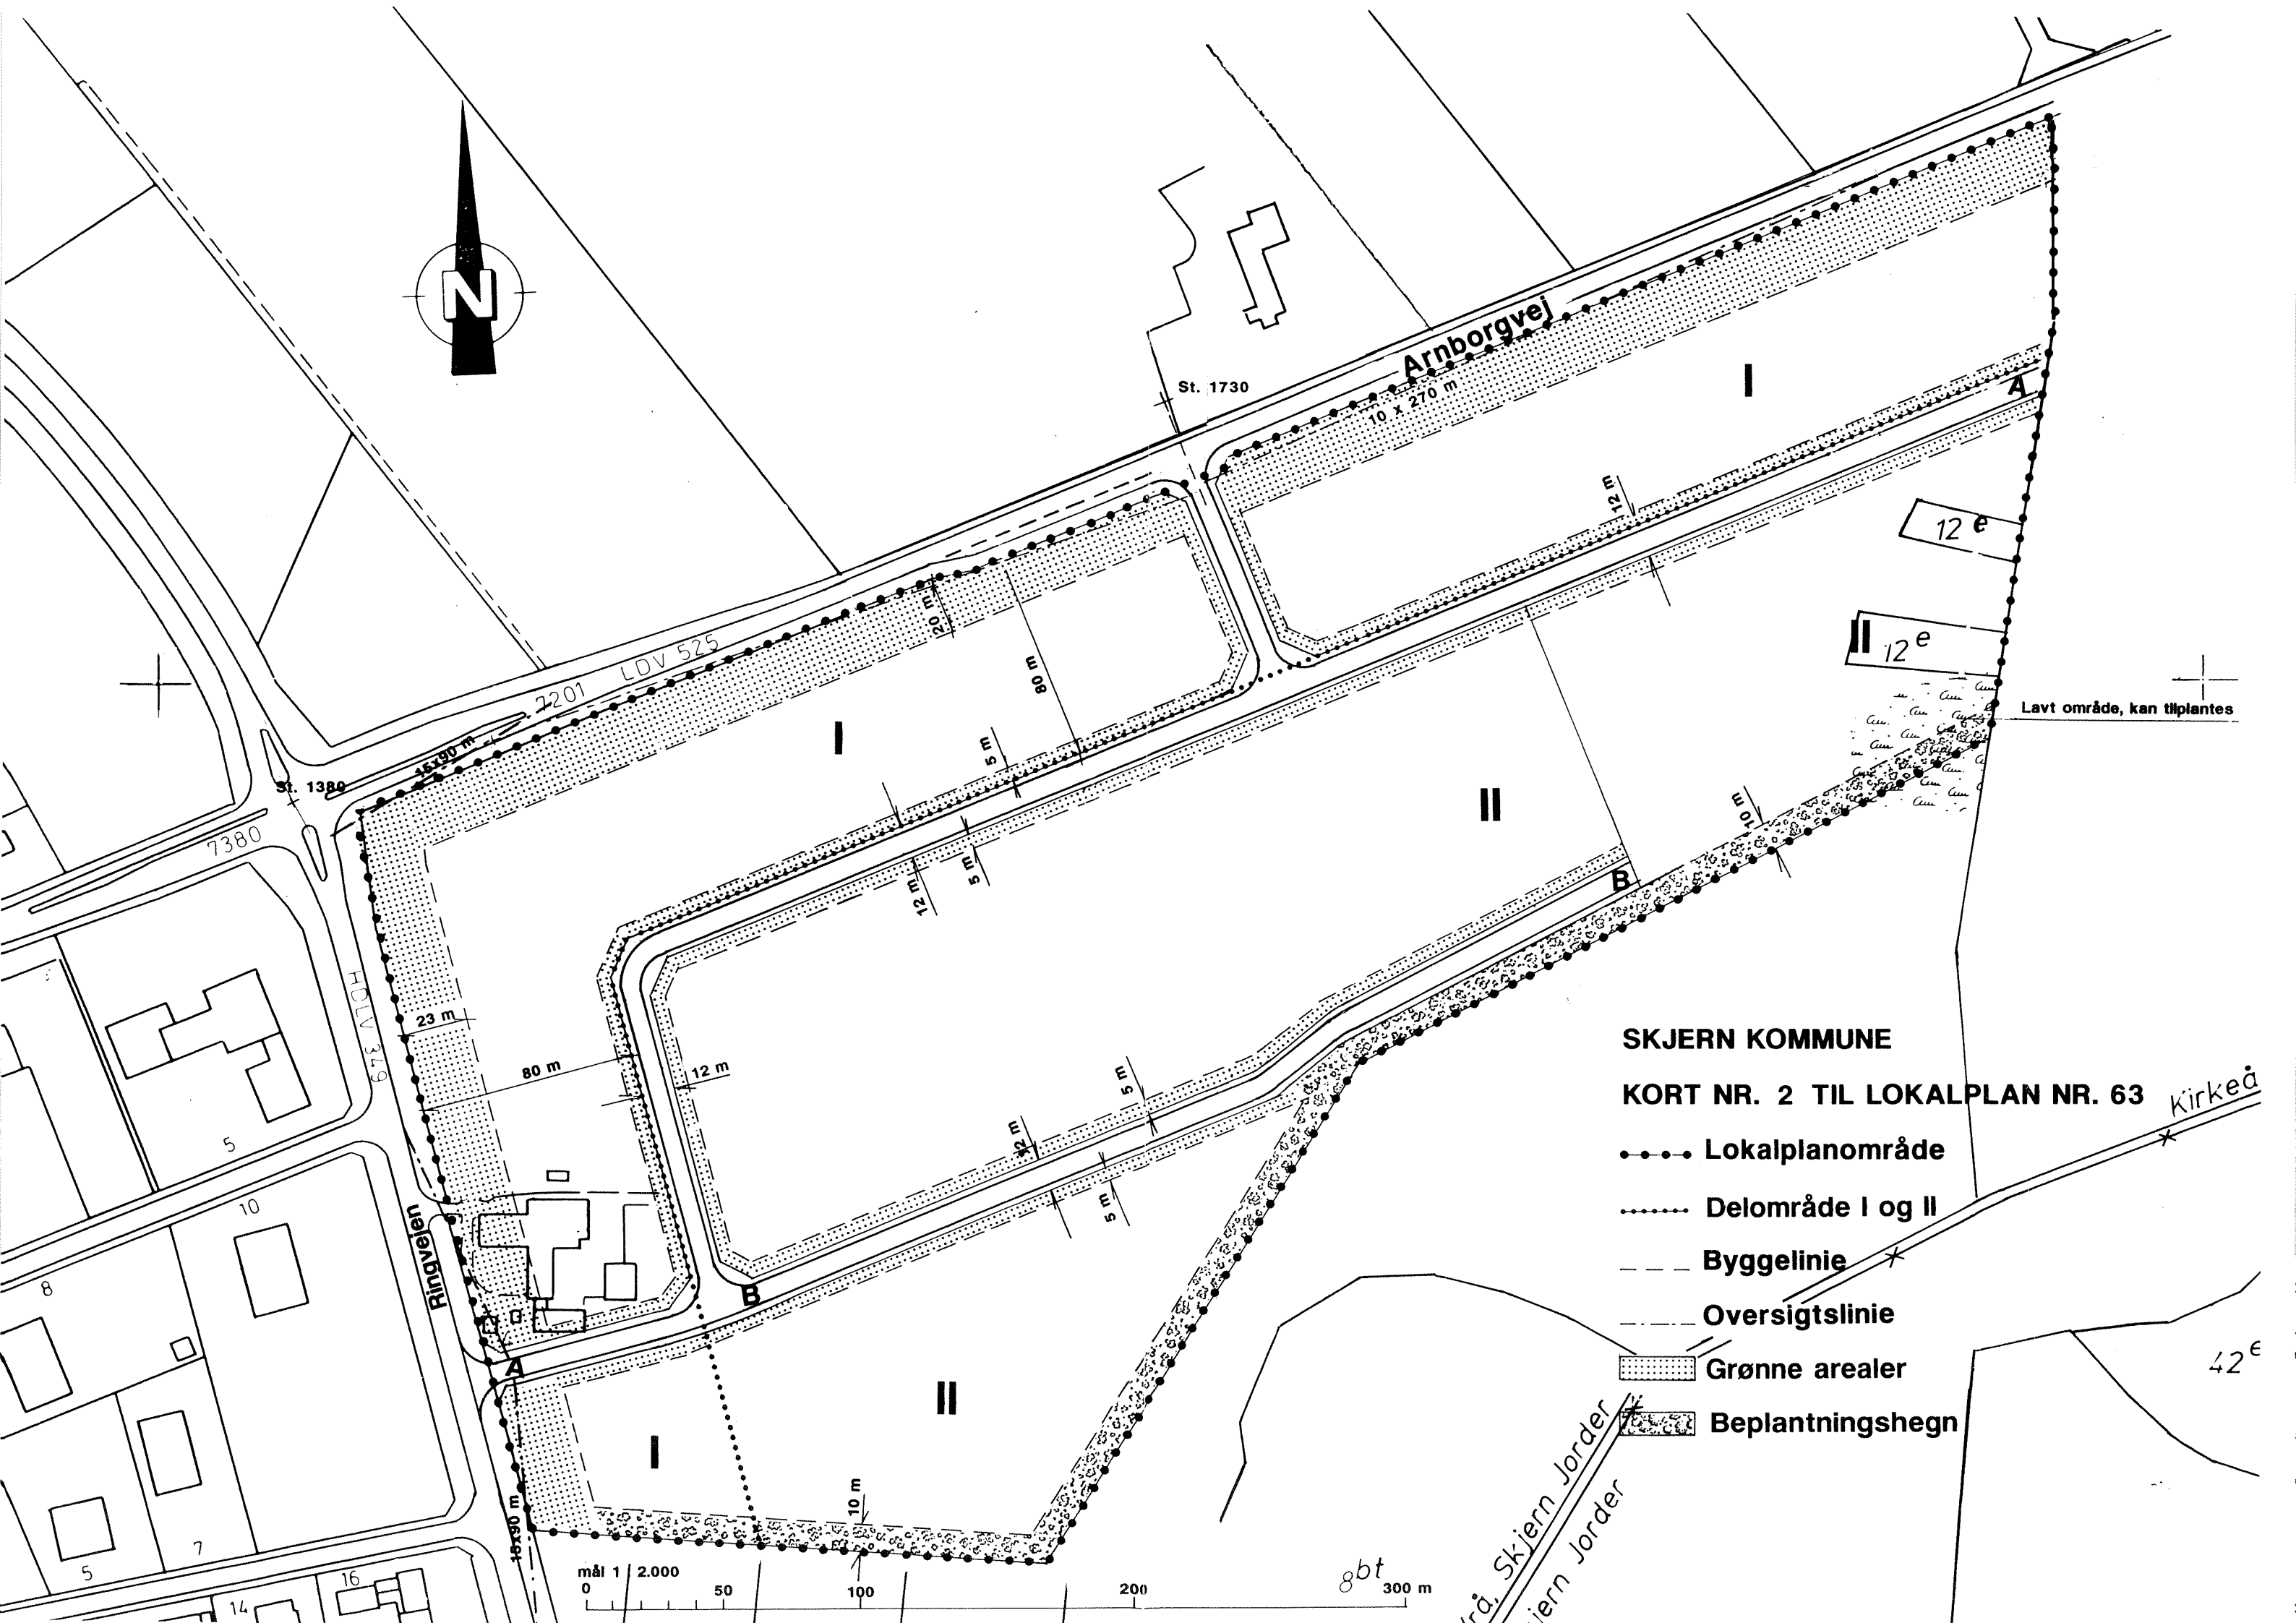 N
St. 1730
Arnborgvej
10 x 270 m
I
A
12 m
12 e
II
12 e
Lavt område, kan tilplantes
20 m
80 m
LDV 525
7201
15x90 m
St. 1380
7380
I
5 m
II
10 m
5 m
12 m
B
HDLV 349
23 m
80 m
12 m
5 m
12 m
5 m
5
10
8
Ringvejen
B
A
I
II
10 m
15x90 m
5
7
16
14
mål 1 : 2.000
0 50 100 200 300 m
8bt
SKJERN KOMMUNE
KORT NR. 2 TIL LOKALPLAN NR. 63
Lokalplanområde
Delområde I og II
Byggelinie
Oversigtslinie
Grønne arealer
Beplantningshegn
Kirkeå
42 e
Skjern Jorder
Jorder